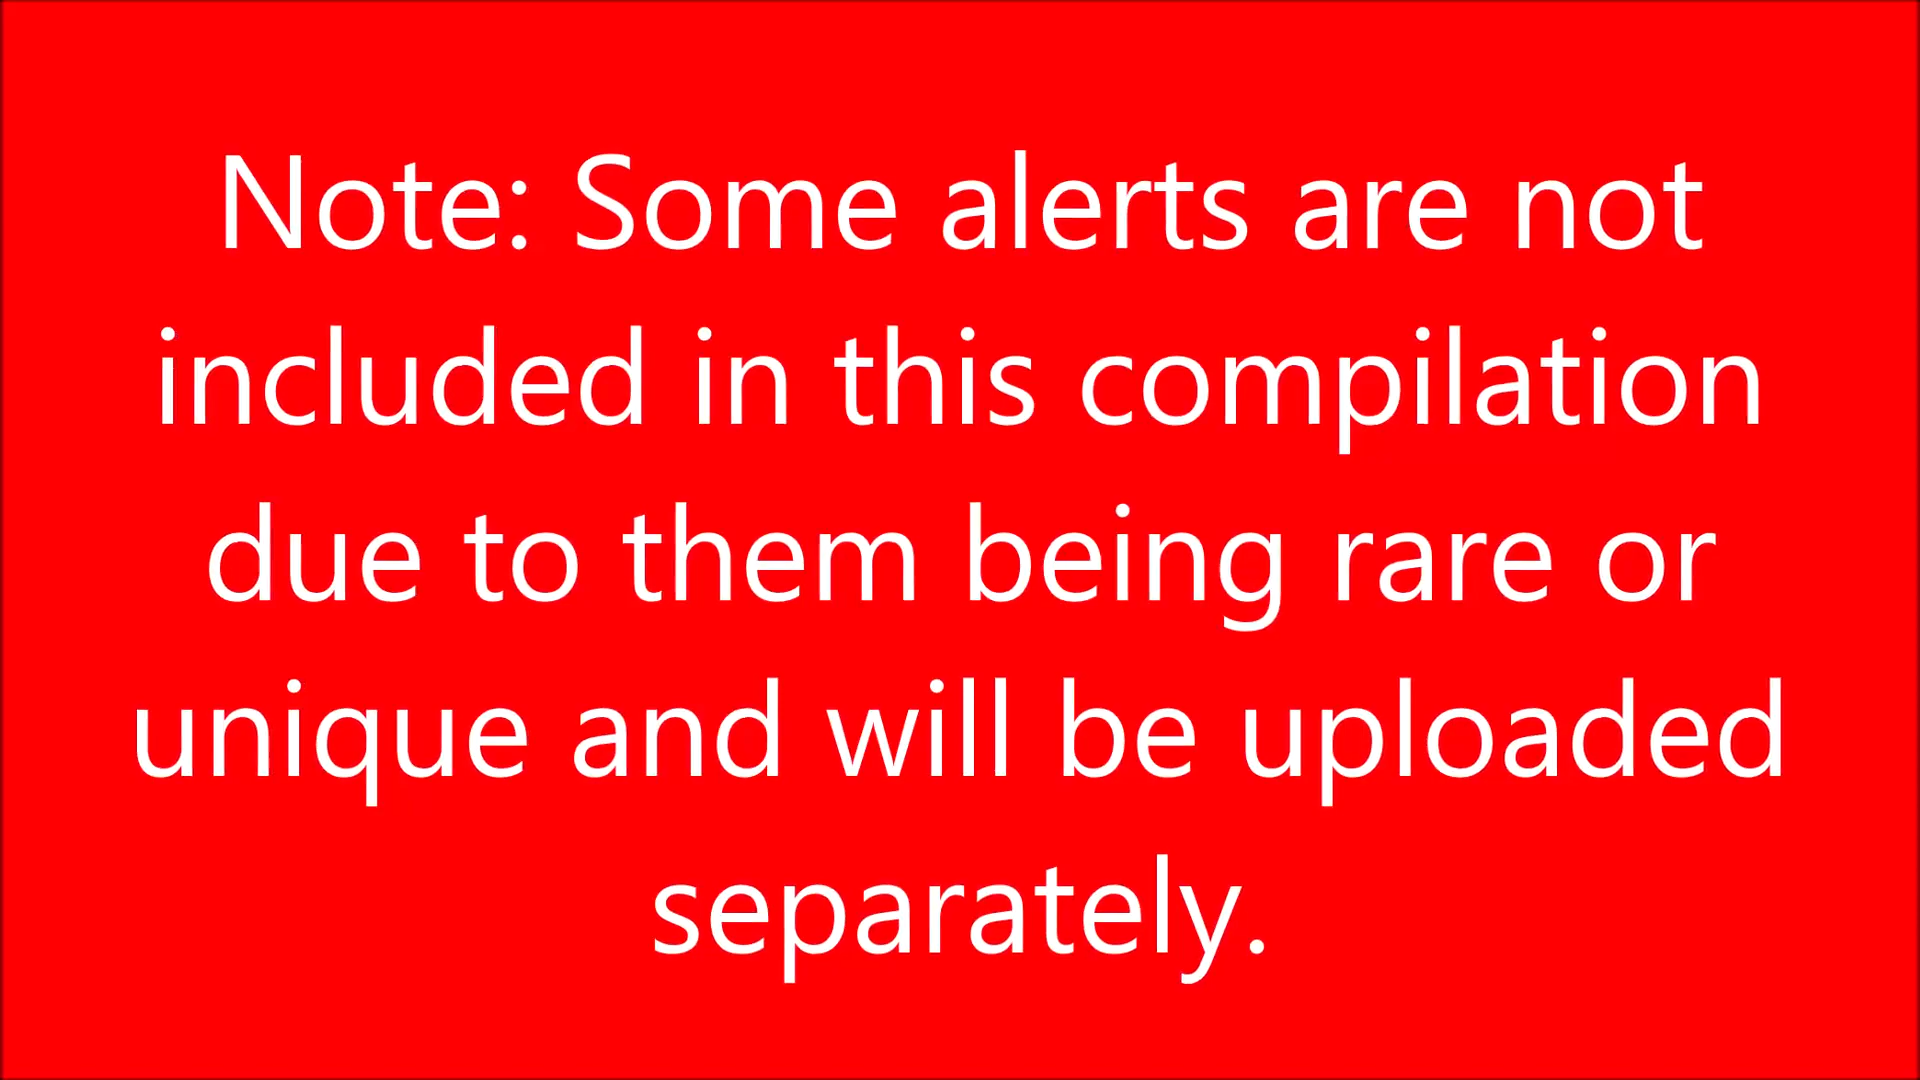 Note: Some alerts are not
included in this compilation
due to them being rare or
unique and will be uploaded
separately.